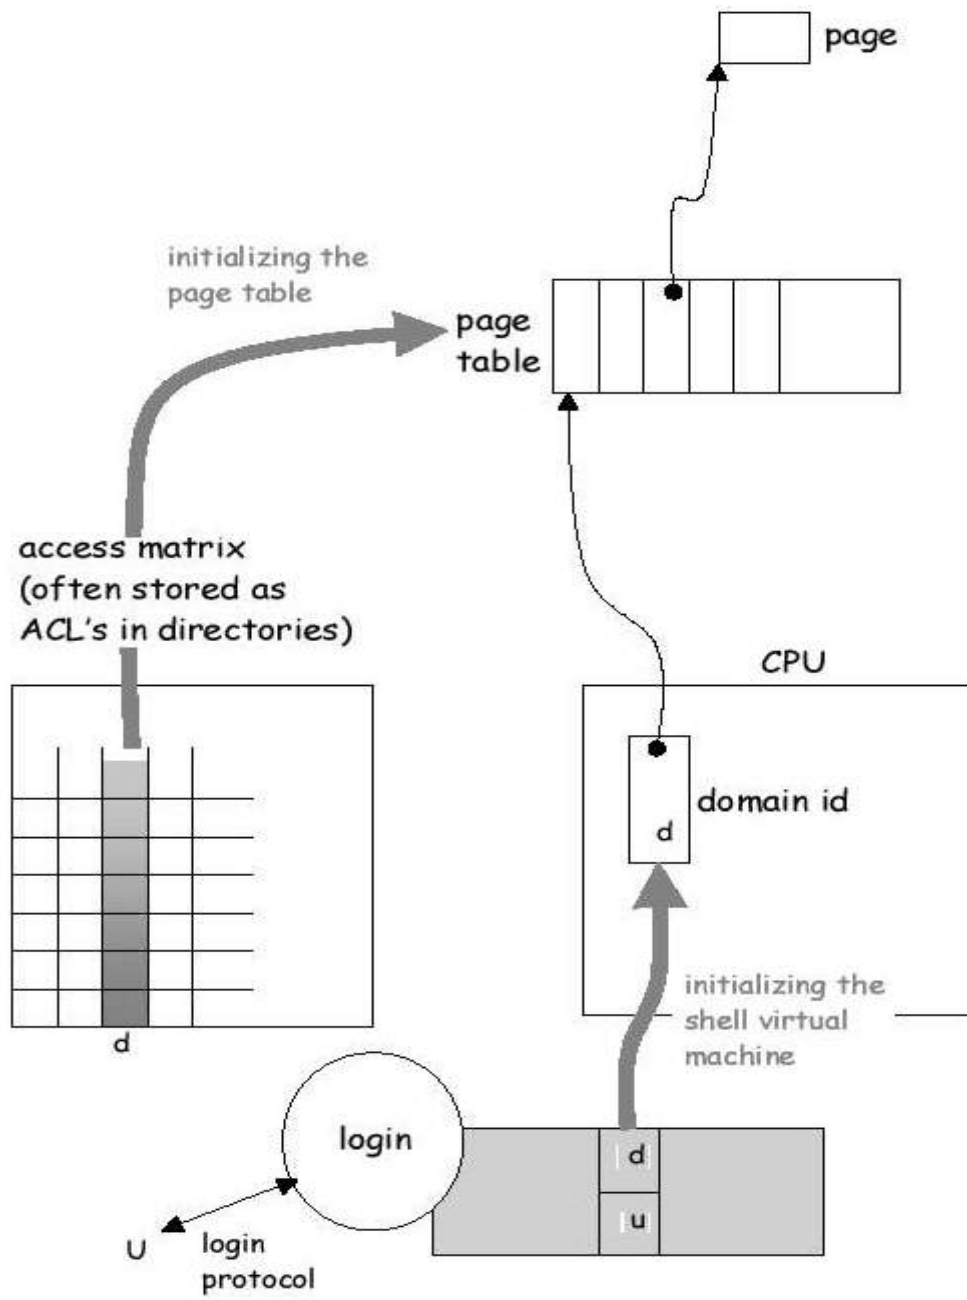 page
initializing the
page table
page
table
access matrix
(often stored as
ACL's in directories)
CPU
domain id
d
initializing the
shell virtual
machine
d
login
d
u
U
login
protocol